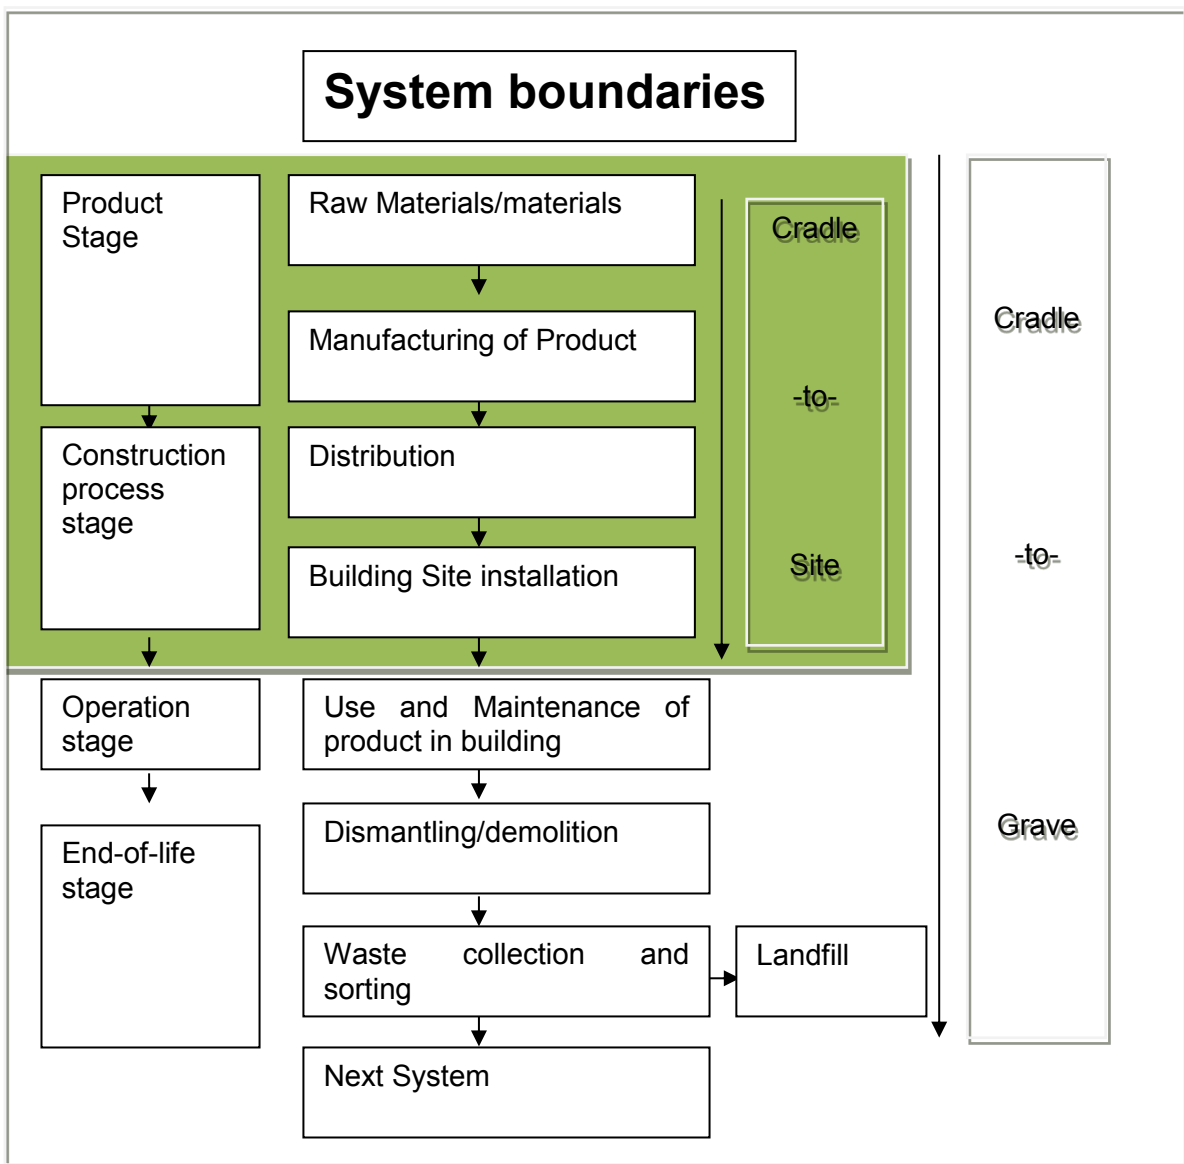 System boundaries
Product
Stage
Raw Materials/materials
Cradle
-to-
Site
Cradle
-to-
Grave
Manufacturing of Product
Construction
process
stage
Distribution
Building Site installation
Operation
stage
Use and Maintenance of
product in building
Dismantling/demolition
End-of-life
stage
Waste collection and
sorting
Landfill
Next System